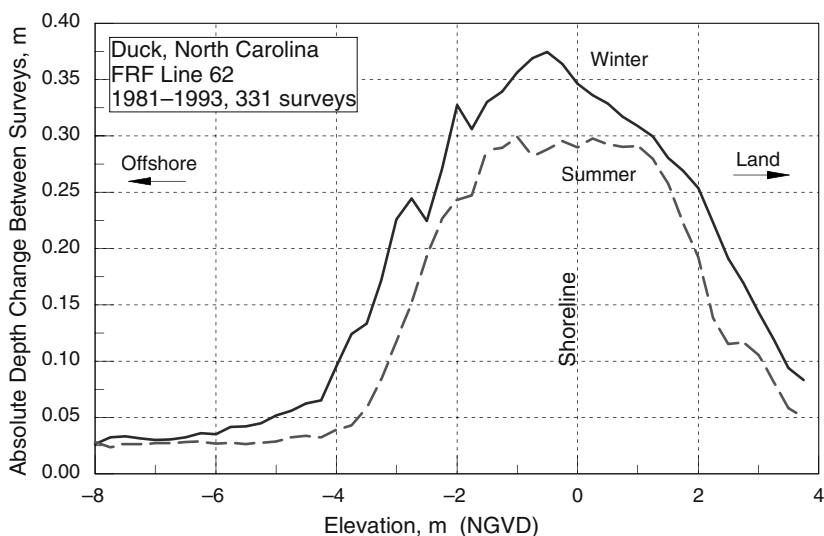 Absolute Depth Change Between Surveys, m
0.40
0.35
0.30
0.25
0.20
0.15
0.10
0.05
0.00
Duck, North Carolina
FRF Line 62
1981–1993, 331 surveys
Winter
Offshore
Land
Summer
Shoreline
–8
–6
–4
–2
0
2
4
Elevation, m (NGVD)